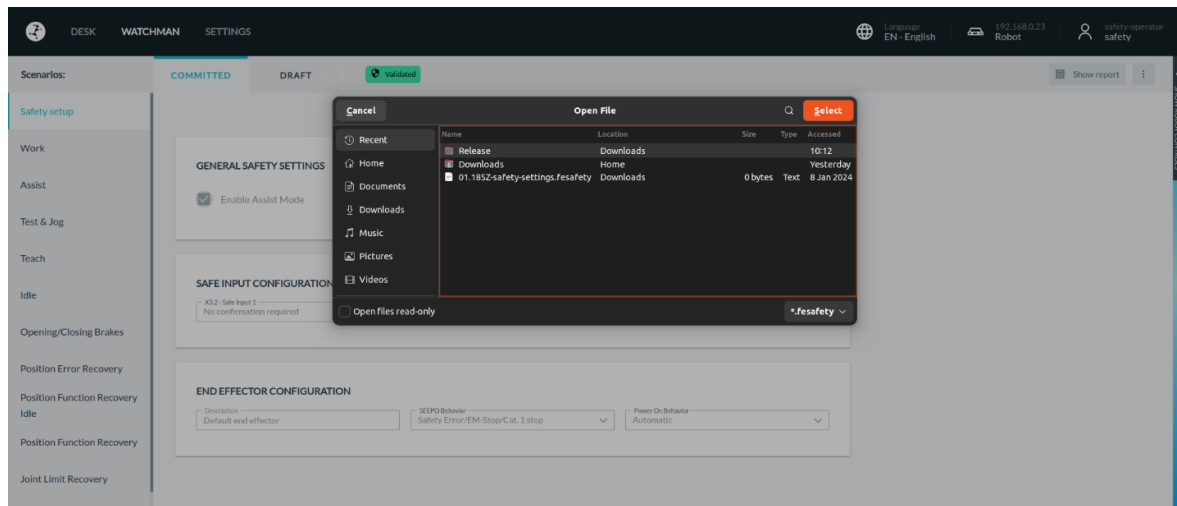 DESK WATCHMAN SETTINGS Language 192.168.0.23 safety-operator
EN - English Robot safety
Scenarios: COMMITTED DRAFT Validated Show report
Cancel Open File Select
Safety setup
Name Location Size Type Accessed
Recent Release Downloads 10:12
Work
Home Downloads Home Yesterday
GENERAL SAFETY SETTINGS
Documents 01.185Z-safety-settings.fesafety Downloads 0 bytes Text 8 Jan 2024
Assist
Enable Assist Mode
Downloads
Test & Jog
Music
Teach
Pictures
SAFE INPUT CONFIGURATION
Videos
Idle
X3.2 - Safe Input 1
No confirmation required
Open files read-only *.fesafety
Opening/Closing Brakes
Position Error Recovery
END EFFECTOR CONFIGURATION
Position Function Recovery
Idle
Description SEEPO Behavior Power On Behavior
Default end effector Safety Error/EM-Stop/Cat. 1 stop Automatic
Position Function Recovery
Joint Limit Recovery